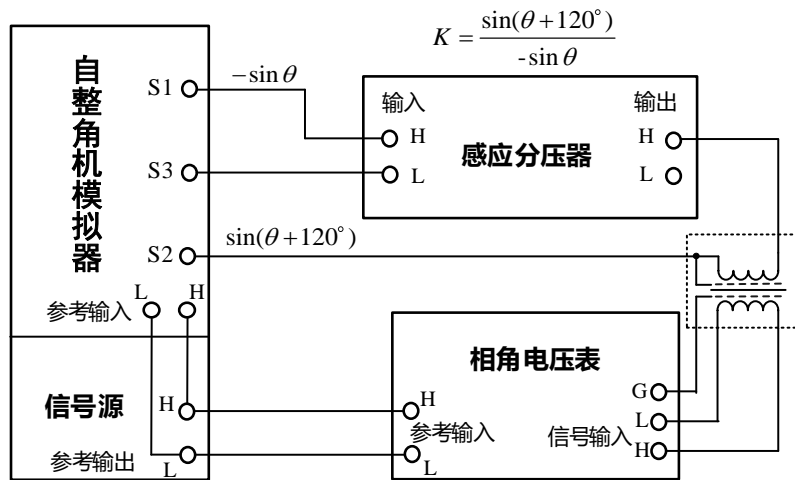 K = sin(θ+120°) / -sin θ
自整角机模拟器
S1
−sin θ
S3
S2
sin(θ+120°)
参考输入
L
H
信号源
H
参考输出
L
输入
H
L
感应分压器
输出
H
L
相角电压表
H
参考输入
L
G
L
信号输入
H